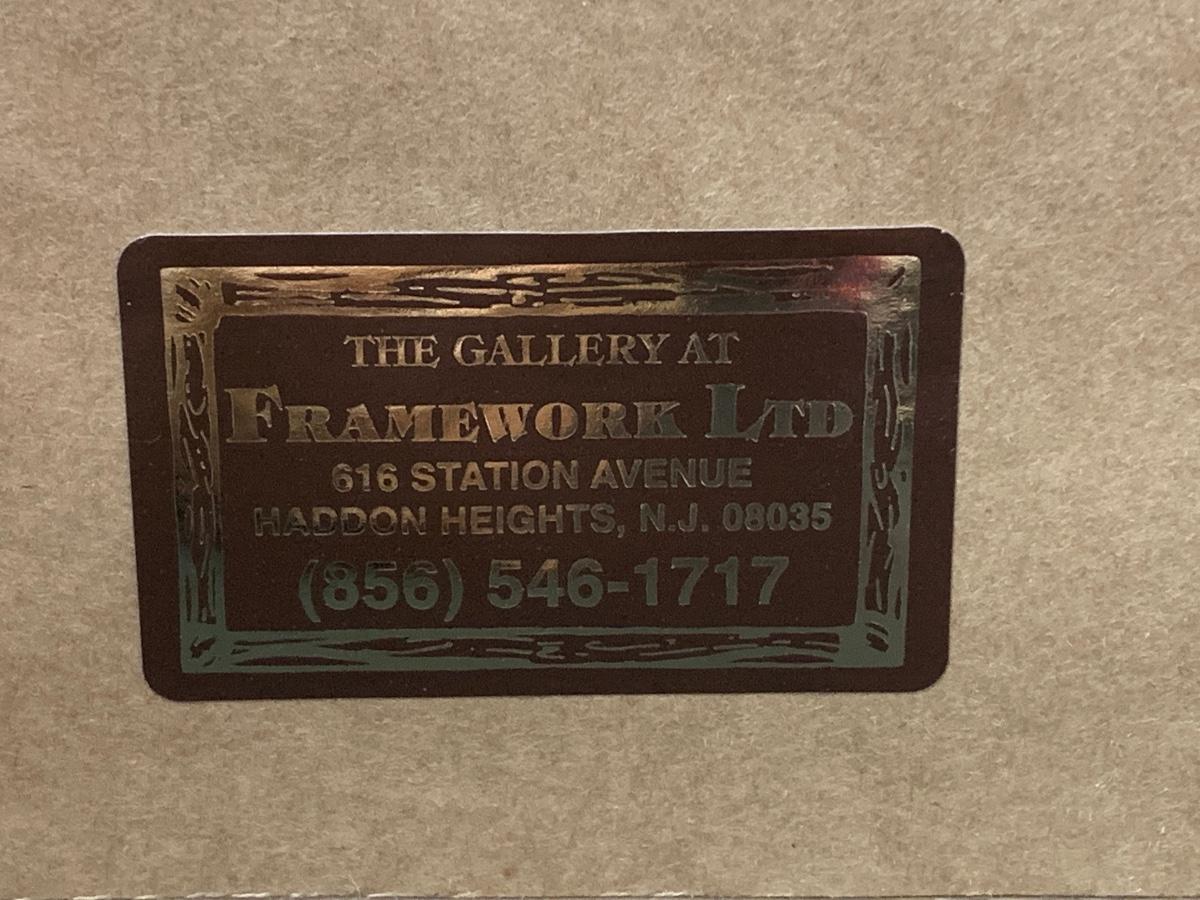 THE GALLERY AT
FRAMEWORK LTD
616 STATION AVENUE
HADDON HEIGHTS, N.J. 08035
(856) 546-1717